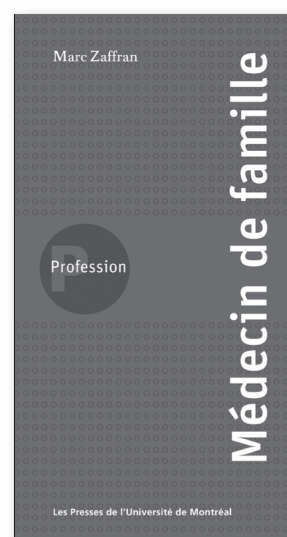 Marc Zaffran
Profession
Médecin de famille
Les Presses de l'Université de Montréal